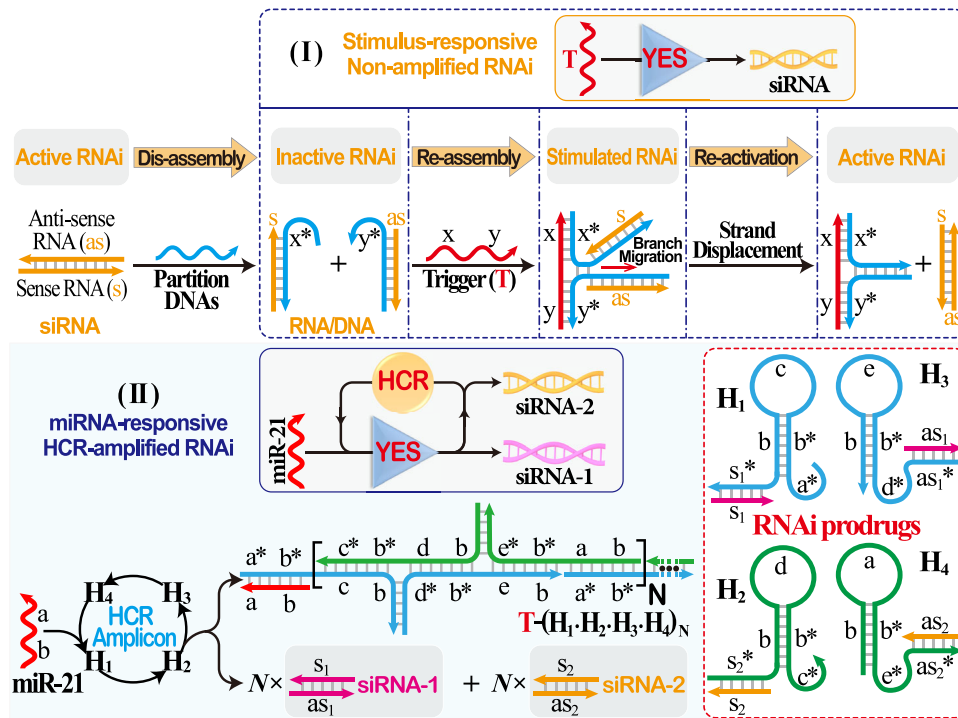 (I) Stimulus-responsive
Non-amplified RNAi
T
YES
siRNA
Active RNAi
Dis-assembly
Inactive RNAi
Re-assembly
Stimulated RNAi
Re-activation
Active RNAi
Anti-sense
RNA (as)
Sense RNA (s)
siRNA
Partition
DNAs
s
x*
+
y*
as
RNA/DNA
x y
Trigger (T)
x
x*
s
Branch
Migration
as
y
y*
Strand
Displacement
x
x*
y
y*
+
s
as
(II)
miRNA-responsive
HCR-amplified RNAi
miR-21
HCR
YES
siRNA-2
siRNA-1
a
b
miR-21
H4
H3
HCR
Amplicon
H1
H2
a* b* [ c* b* d b e* b* a b ]
a b c b d* b* e b a* b* N
T-(H1·H2·H3·H4)N
N×
s1
as1
siRNA-1
+ N×
s2
as2
siRNA-2
H1
c
b
b*
s1*
s1
a*
H3
e
b
b*
as1
as1*
d*
RNAi prodrugs
H2
d
b
b*
s2*
s2
c*
H4
a
b
b*
as2
as2*
e*